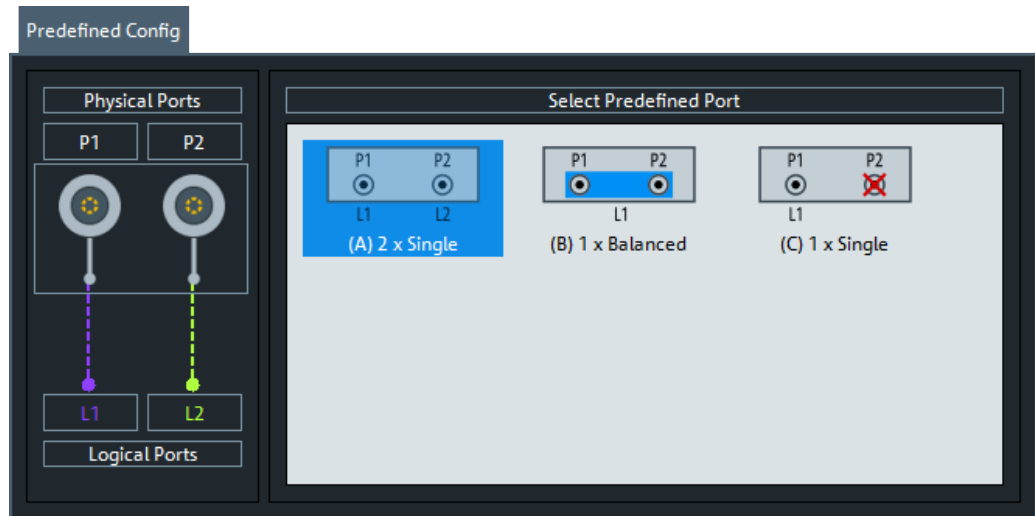 Predefined Config
Physical Ports
P1 P2
L1 L2
Logical Ports
Select Predefined Port
P1 P2
L1 L2
(A) 2 x Single
P1 P2
L1
(B) 1 x Balanced
P1 P2
L1
(C) 1 x Single